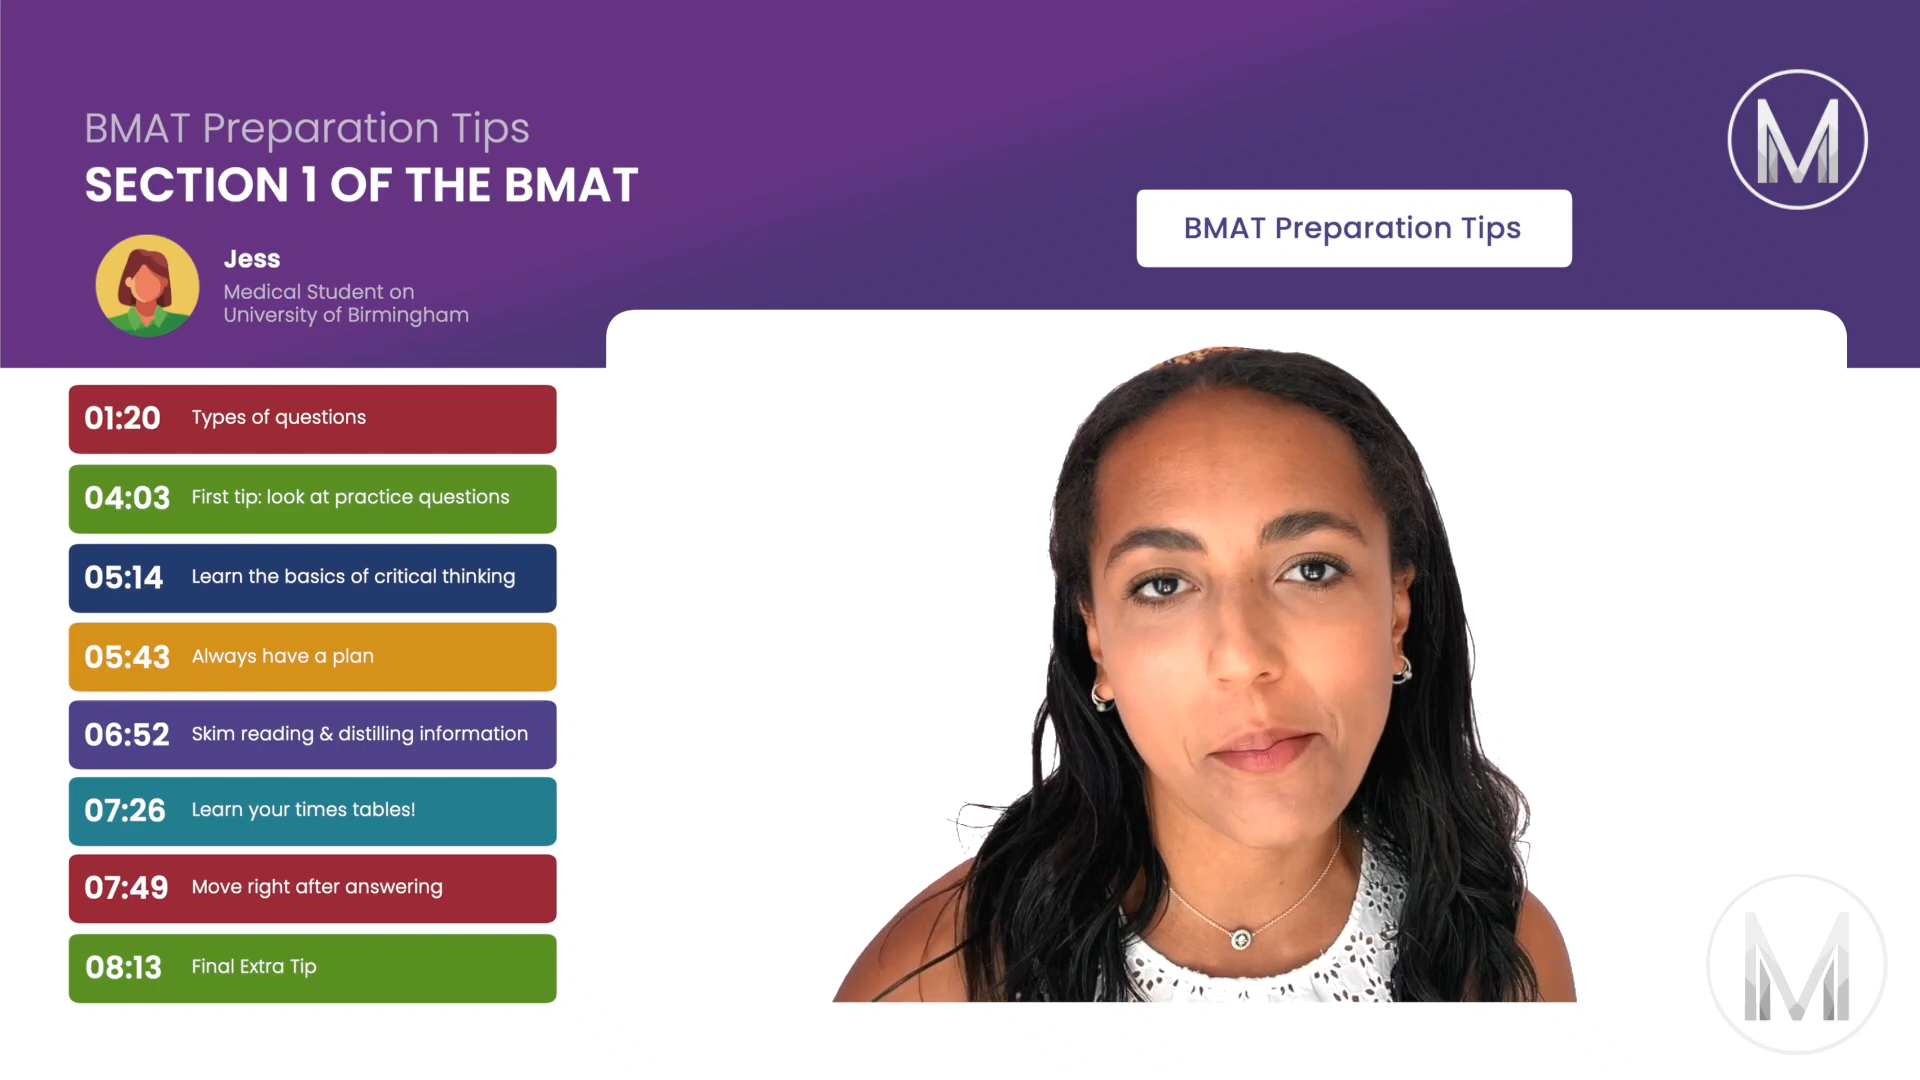 BMAT Preparation Tips
SECTION 1 OF THE BMAT
Jess
Medical Student on
University of Birmingham
BMAT Preparation Tips
01:20 Types of questions
04:03 First tip: look at practice questions
05:14 Learn the basics of critical thinking
05:43 Always have a plan
06:52 Skim reading & distilling information
07:26 Learn your times tables!
07:49 Move right after answering
08:13 Final Extra Tip
M
M